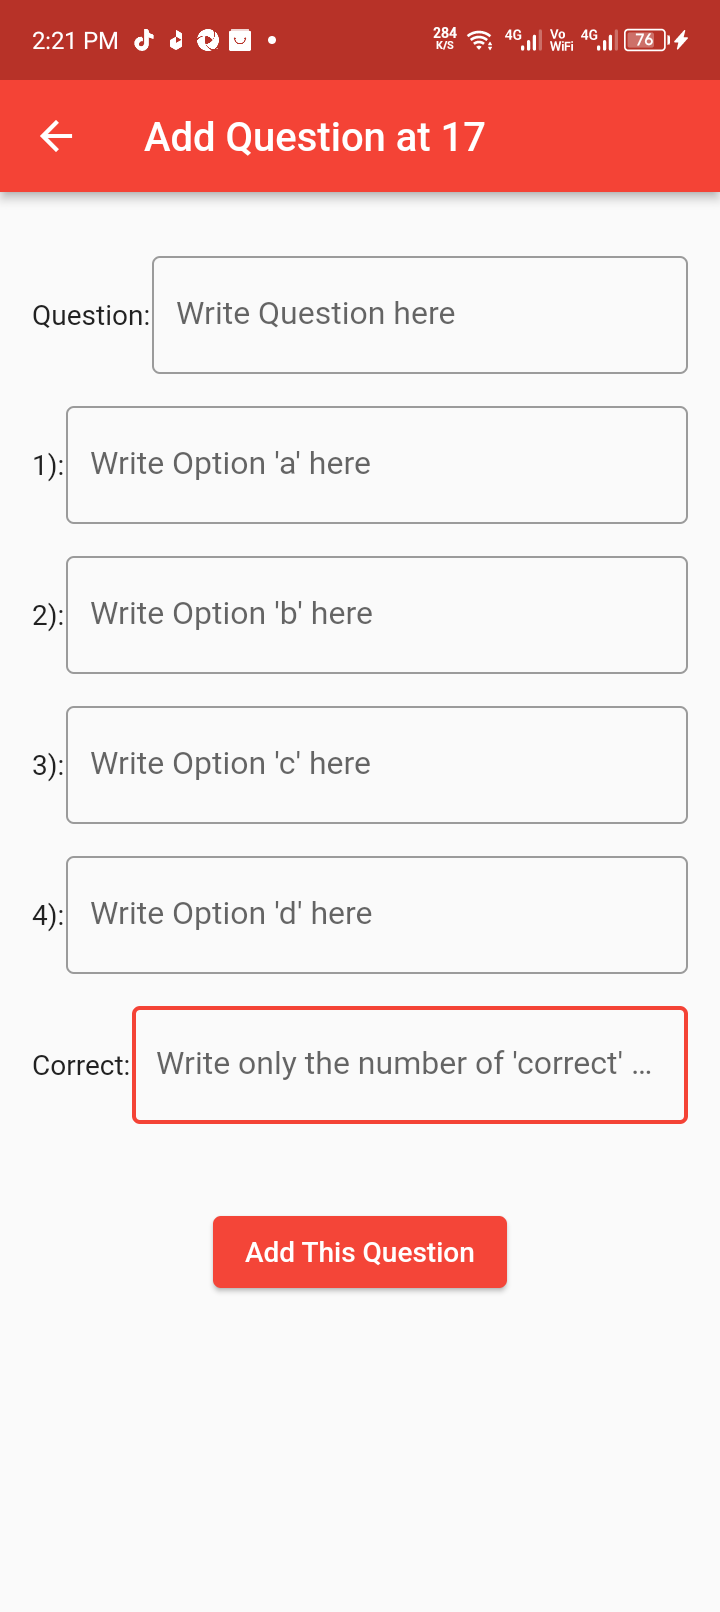 2:21 PM 284 K/S 4G Vo WiFi 4G 76
Add Question at 17
Question: Write Question here
1): Write Option 'a' here
2): Write Option 'b' here
3): Write Option 'c' here
4): Write Option 'd' here
Correct: Write only the number of 'correct' ...
Add This Question